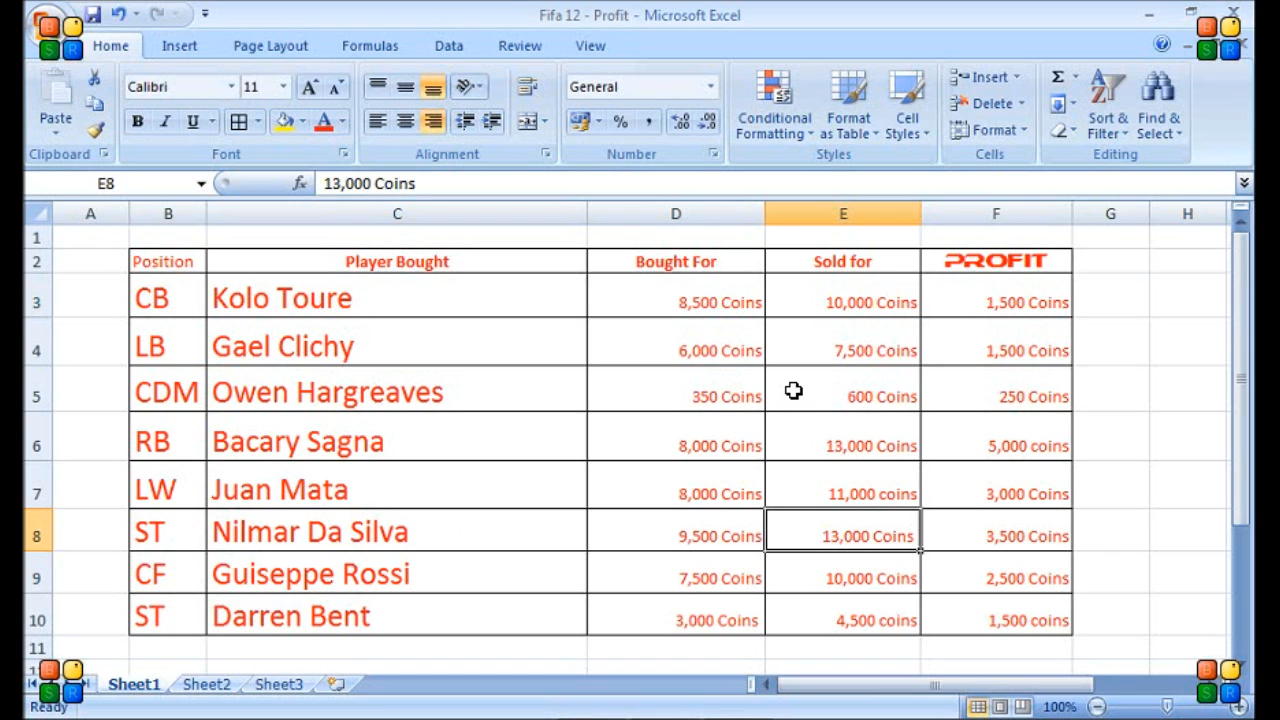 Fifa 12 - Profit - Microsoft Excel
Home Insert Page Layout Formulas Data Review View
Paste
Clipboard
Calibri 11
B I U A A A
Font
Alignment
General
% ,
Number
Conditional Formatting
Format as Table
Cell Styles
Styles
Insert
Delete
Format
Cells
Σ
Sort & Filter
Find & Select
Editing
E8 fx 13,000 Coins
A B C D E F G H
1
2 Position Player Bought Bought For Sold for PROFIT
3 CB Kolo Toure 8,500 Coins 10,000 Coins 1,500 Coins
4 LB Gael Clichy 6,000 Coins 7,500 Coins 1,500 Coins
5 CDM Owen Hargreaves 350 Coins 600 Coins 250 Coins
6 RB Bacary Sagna 8,000 Coins 13,000 Coins 5,000 coins
7 LW Juan Mata 8,000 Coins 11,000 coins 3,000 Coins
8 ST Nilmar Da Silva 9,500 Coins 13,000 Coins 3,500 Coins
9 CF Guiseppe Rossi 7,500 Coins 10,000 Coins 2,500 Coins
10 ST Darren Bent 3,000 Coins 4,500 coins 1,500 coins
11
Sheet1 Sheet2 Sheet3
Ready 100%